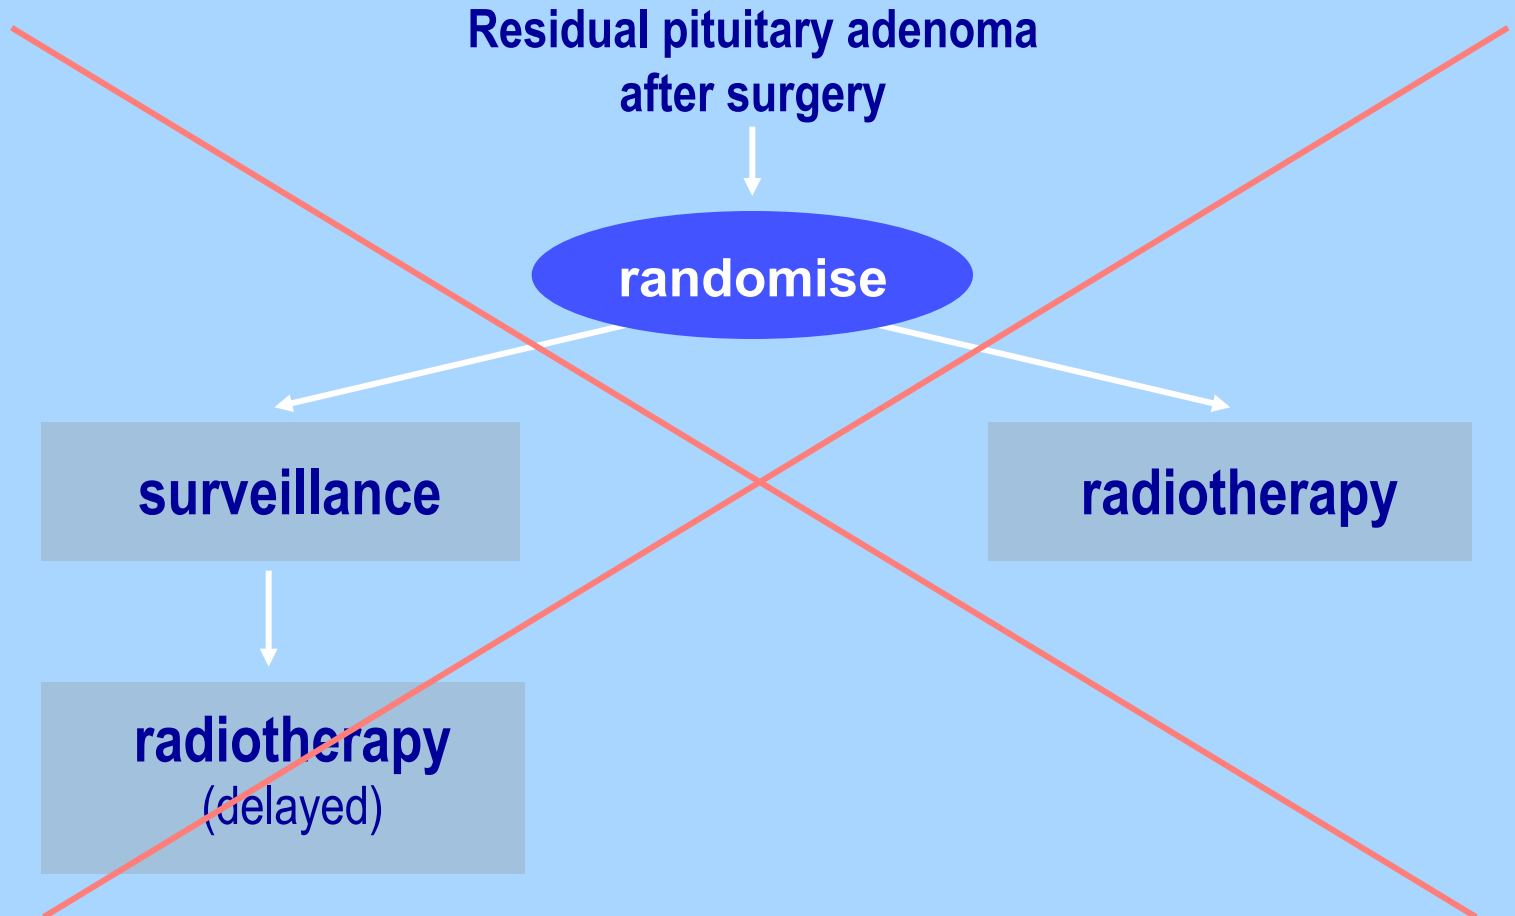 Residual pituitary adenoma
after surgery
randomise
surveillance
radiotherapy
radiotherapy
(delayed)